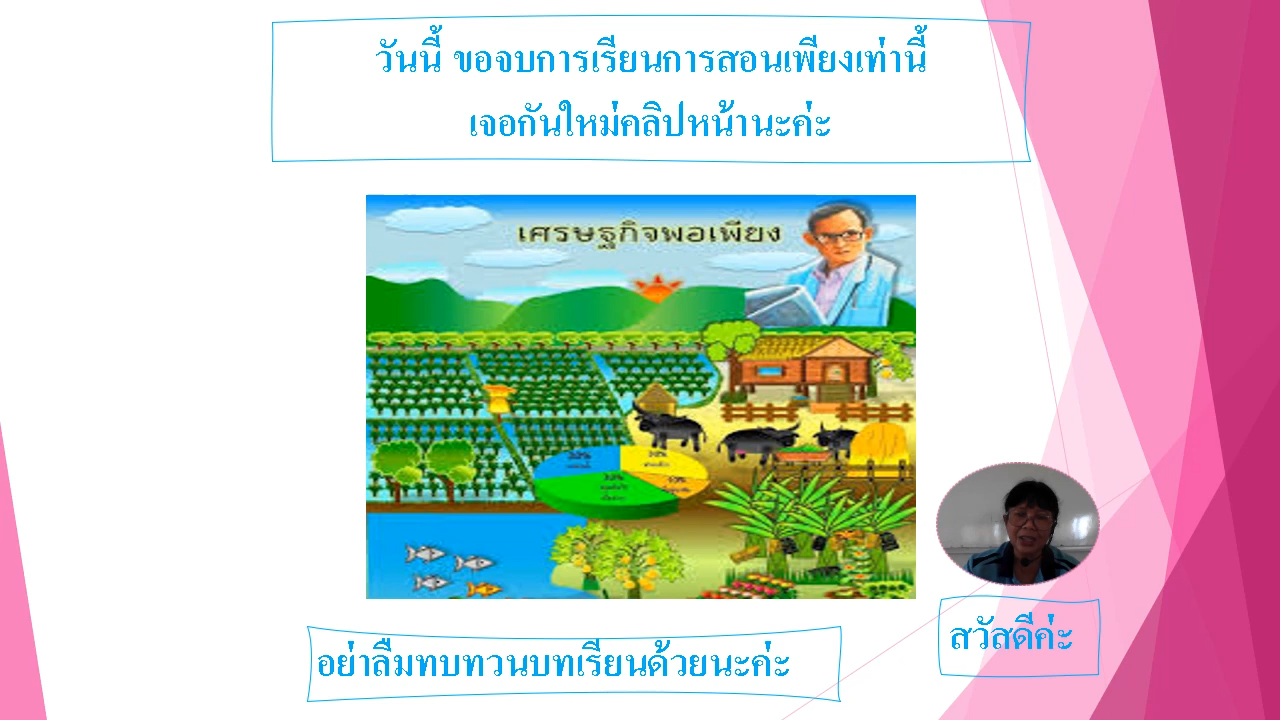 วันนี้ ขอจบการเรียนการสอนเพียงเท่านี้
เจอกันใหม่คลิปหน้านะค่ะ
เศรษฐกิจพอเพียง
30%
30%
30%
10%
สวัสดีค่ะ
อย่าลืมทบทวนบทเรียนด้วยนะค่ะ